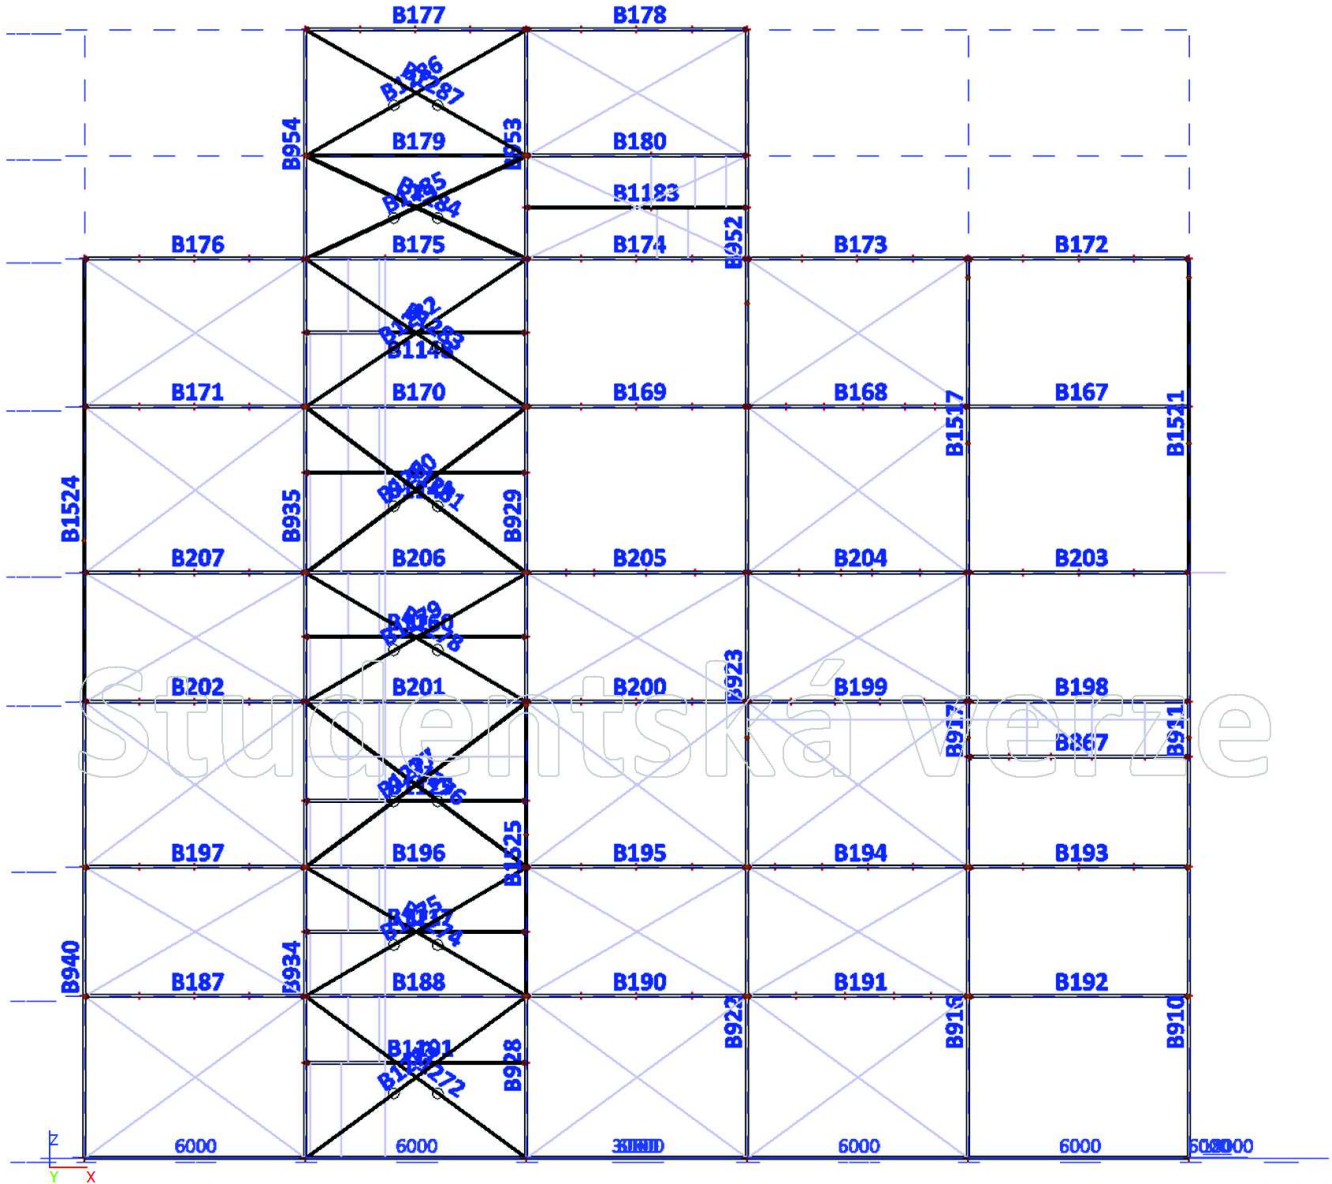 B177 B178
B954 B179 B180
B1183
B952
B176 B175 B174 B173 B172
B171 B170 B169 B168 B167
B1517 B1521
B1524 B935 B929
B207 B206 B205 B204 B203
B923
B202 B201 B200 B199 B198
Studentská verze
B917 B911
B867
B197 B196 B195 B194 B193
B1525
B940 B934
B187 B188 B190 B191 B192
B922 B916 B910
B1101
B928
Z
6000 6000 6000 6000
Y X